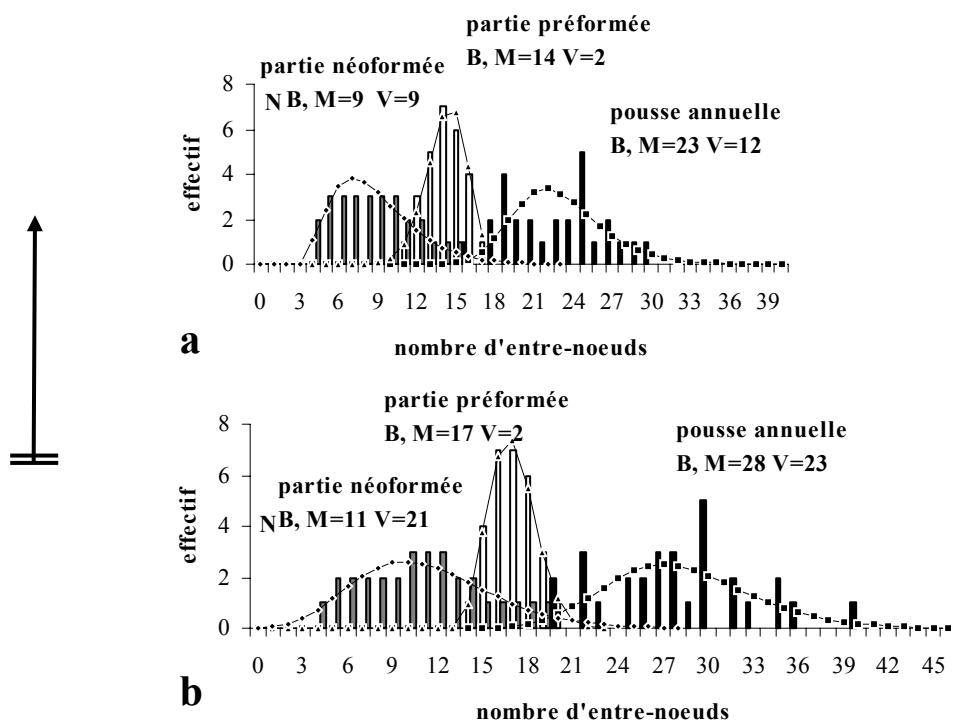 partie préformée
B, M=14 V=2
partie néoformée
NB, M=9 V=9
pousse annuelle
B, M=23 V=12
effectif
8
6
4
2
0
0 3 6 9 12 15 18 21 24 27 30 33 36 39
a
nombre d'entre-noeuds
partie préformée
B, M=17 V=2
pousse annuelle
B, M=28 V=23
partie néoformée
NB, M=11 V=21
effectif
8
6
4
2
0
0 3 6 9 12 15 18 21 24 27 30 33 36 39 42 45
b
nombre d'entre-noeuds